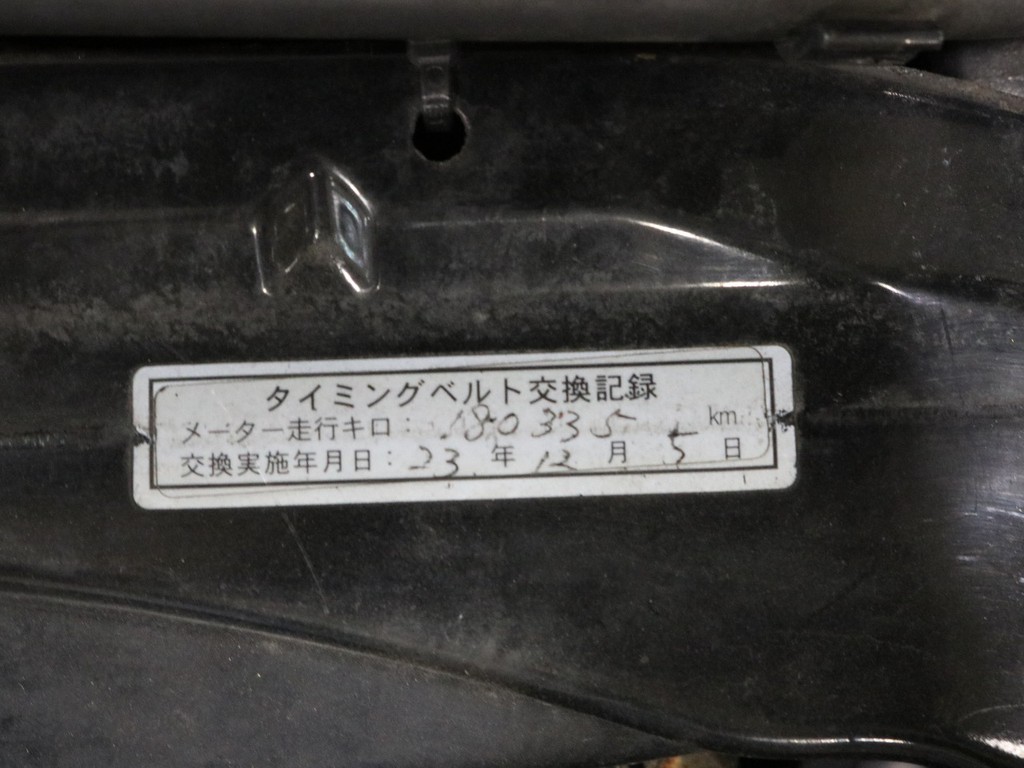 タイミングベルト交換記録
メーター走行キロ： 180335 km
交換実施年月日： 23 年 12 月 5 日